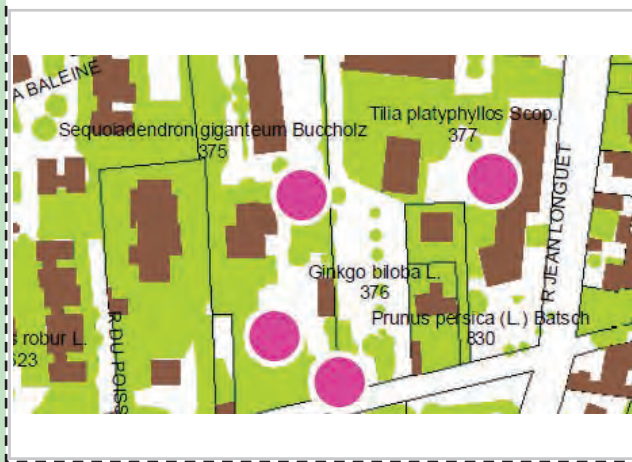 A BALEINE
Tilia platyphyllos Scop.
377
Sequoiadendron giganteum Buccholz
375
R JEAN LONGUET
Ginkgo biloba L.
376
Prunus persica (L.) Batsch
830
s robur L.
523
R DU POISS